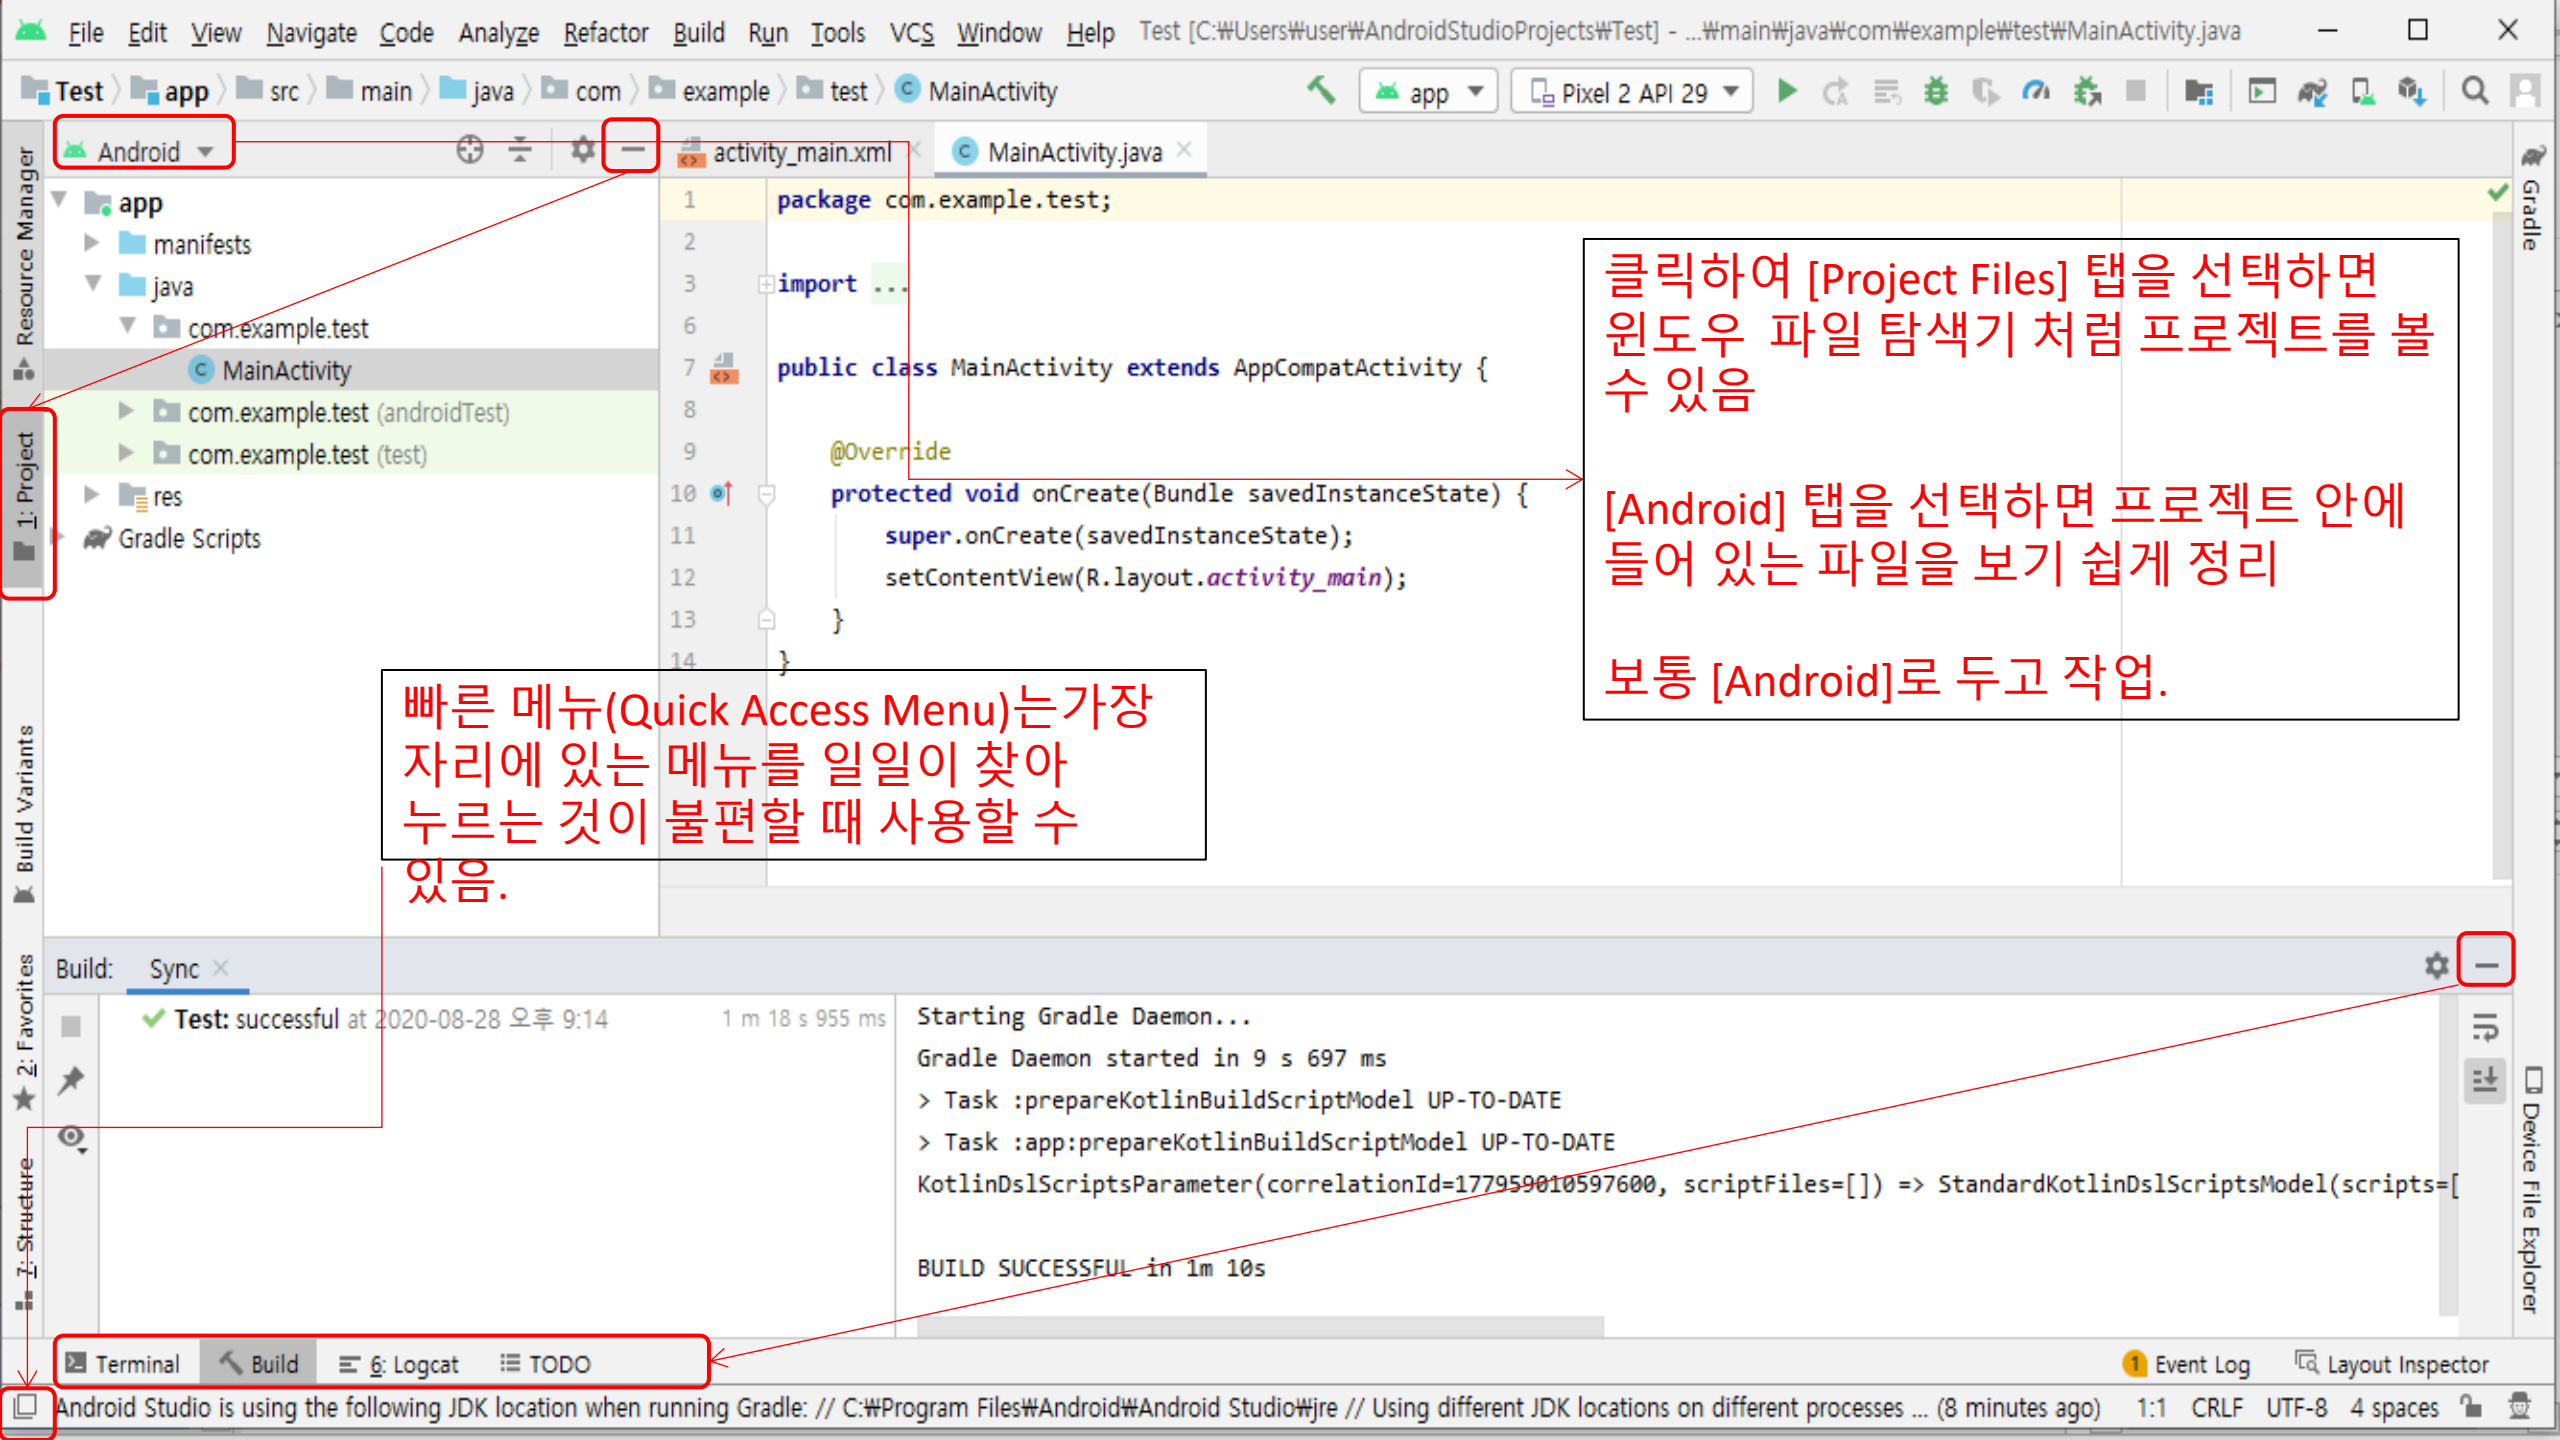 File Edit View Navigate Code Analyze Refactor Build Run Tools VCS Window Help Test [C:₩Users₩user₩AndroidStudioProjects₩Test] - ...₩main₩java₩com₩example₩test₩MainActivity.java
Test app src main java com example test MainActivity app Pixel 2 API 29
Android activity_main.xml MainActivity.java
Resource Manager
1: Project
Build Variants
2: Favorites
7: Structure
app
manifests
java
com.example.test
MainActivity
com.example.test (androidTest)
com.example.test (test)
res
Gradle Scripts
1 package com.example.test;
2
3 import ...
6
7 public class MainActivity extends AppCompatActivity {
8
9 @Override
10 protected void onCreate(Bundle savedInstanceState) {
11 super.onCreate(savedInstanceState);
12 setContentView(R.layout.activity_main);
13 }
14 }
클릭하여 [Project Files] 탭을 선택하면
윈도우 파일 탐색기 처럼 프로젝트를 볼
수 있음
[Android] 탭을 선택하면 프로젝트 안에
들어 있는 파일을 보기 쉽게 정리
보통 [Android]로 두고 작업.
빠른 메뉴(Quick Access Menu)는가장
자리에 있는 메뉴를 일일이 찾아
누르는 것이 불편할 때 사용할 수
있음.
Gradle
Device File Explorer
Build: Sync
Test: successful at 2020-08-28 오후 9:14 1 m 18 s 955 ms
Starting Gradle Daemon...
Gradle Daemon started in 9 s 697 ms
> Task :prepareKotlinBuildScriptModel UP-TO-DATE
> Task :app:prepareKotlinBuildScriptModel UP-TO-DATE
KotlinDslScriptsParameter(correlationId=177959010597600, scriptFiles=[]) => StandardKotlinDslScriptsModel(scripts=[
BUILD SUCCESSFUL in 1m 10s
Terminal Build 6: Logcat TODO 1 Event Log Layout Inspector
Android Studio is using the following JDK location when running Gradle: // C:₩Program Files₩Android₩Android Studio₩jre // Using different JDK locations on different processes ... (8 minutes ago) 1:1 CRLF UTF-8 4 spaces